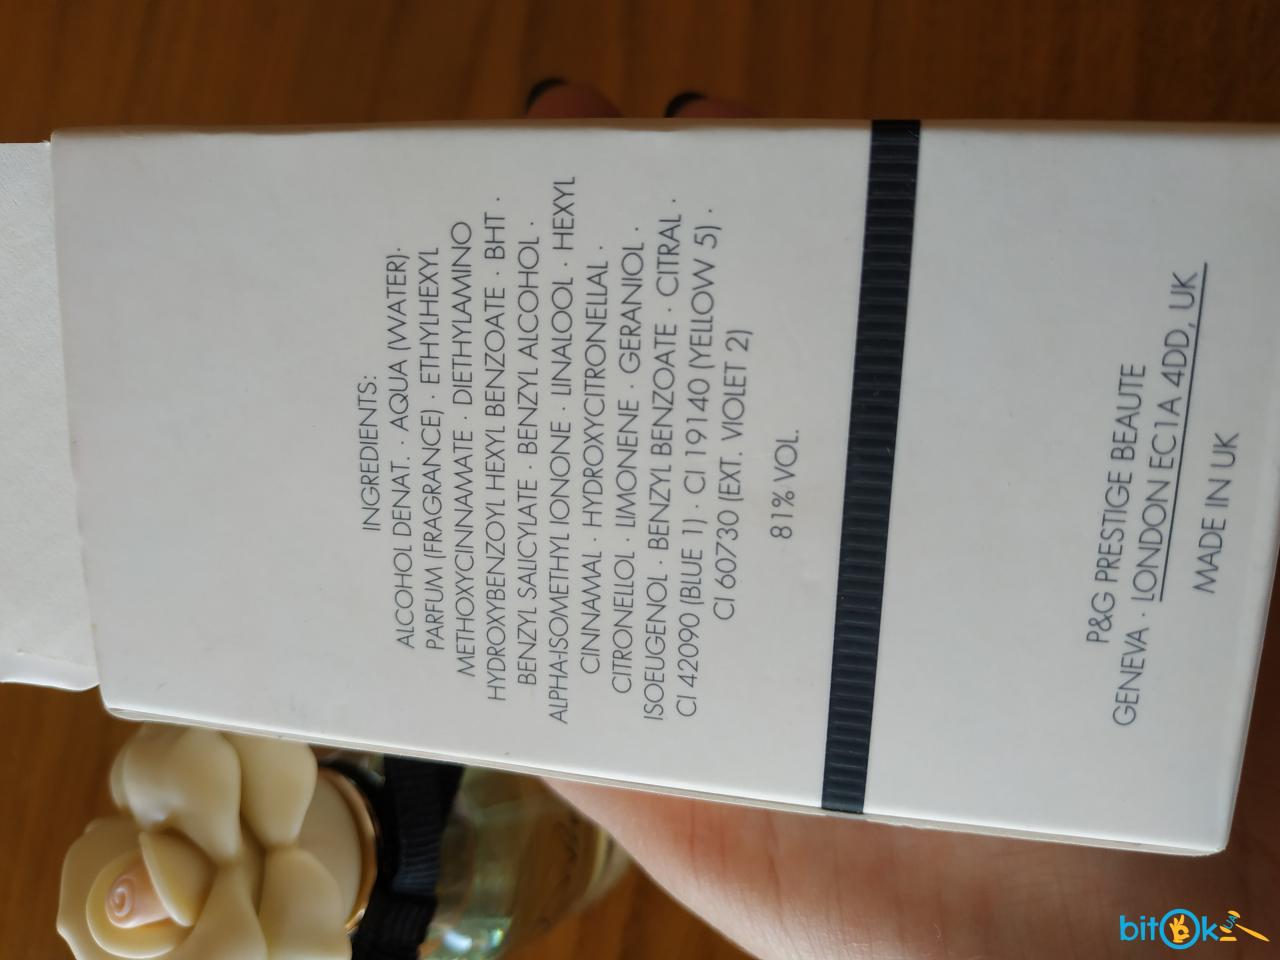 INGREDIENTS:
ALCOHOL DENAT. · AQUA (WATER)·
PARFUM (FRAGRANCE) · ETHYLHEXYL
METHOXYCINNAMATE · DIETHYLAMINO
HYDROXYBENZOYL HEXYL BENZOATE · BHT ·
BENZYL SALICYLATE · BENZYL ALCOHOL ·
ALPHA-ISOMETHYL IONONE · LINALOOL · HEXYL
CINNAMAL · HYDROXYCITRONELLAL ·
CITRONELLOL · LIMONENE · GERANIOL ·
ISOEUGENOL · BENZYL BENZOATE · CITRAL ·
CI 42090 (BLUE 1) · CI 19140 (YELLOW 5) ·
CI 60730 (EXT. VIOLET 2)
81% VOL.
P&G PRESTIGE BEAUTE
GENEVA · LONDON EC1A 4DD, UK
MADE IN UK
bitOk UA